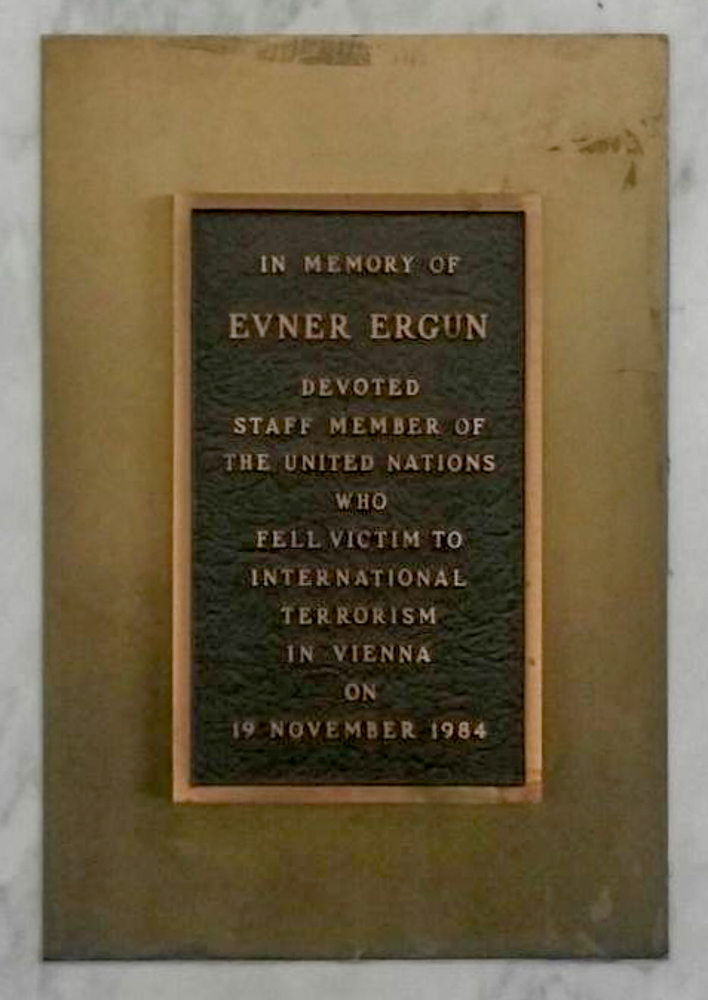 IN MEMORY OF
EVNER ERGUN
DEVOTED
STAFF MEMBER OF
THE UNITED NATIONS
WHO
FELL VICTIM TO
INTERNATIONAL
TERRORISM
IN VIENNA
ON
19 NOVEMBER 1984